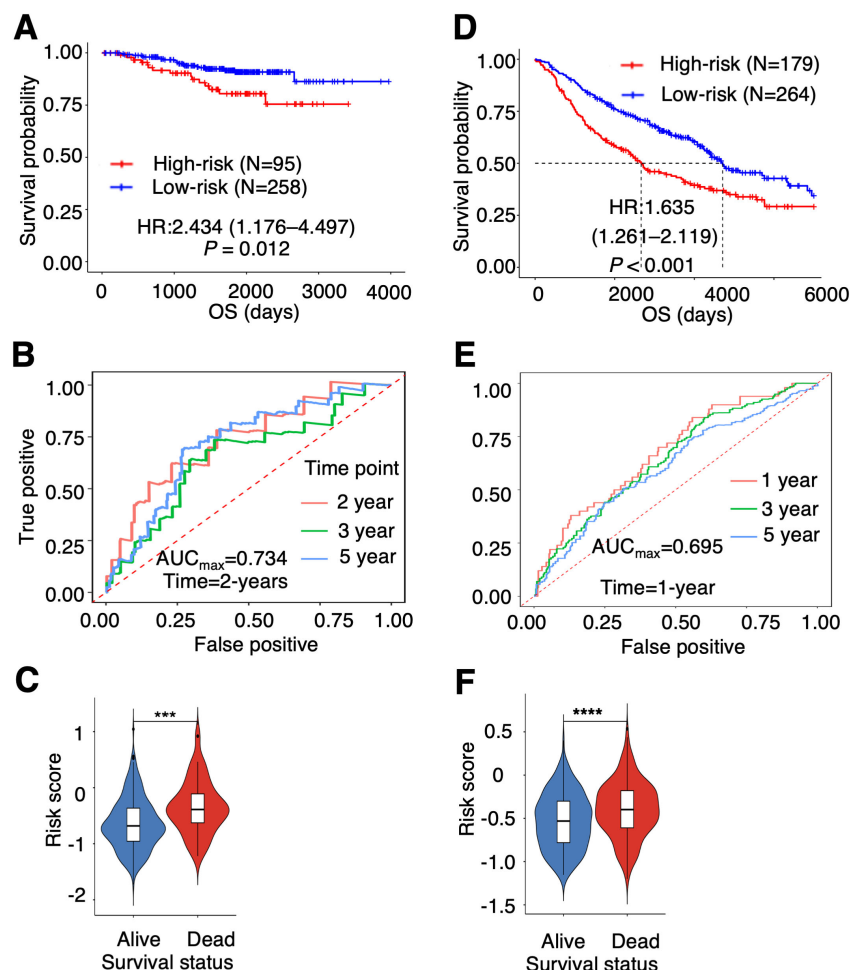 A
1.00
0.75
0.50
0.25
0.00
Survival probability
High-risk (N=95)
Low-risk (N=258)
HR:2.434 (1.176–4.497)
P = 0.012
0 1000 2000 3000 4000
OS (days)
D
1.00
0.75
0.50
0.25
0.00
Survival probability
High-risk (N=179)
Low-risk (N=264)
HR:1.635
(1.261–2.119)
P < 0.001
0 2000 4000 6000
OS (days)
B
1.00
0.75
0.50
0.25
0.00
True positive
Time point
2 year
3 year
5 year
AUCmax=0.734
Time=2-years
0.00 0.25 0.50 0.75 1.00
False positive
E
1.00
0.75
0.50
0.25
0.00
1 year
3 year
5 year
AUCmax=0.695
Time=1-year
0.00 0.25 0.50 0.75 1.00
False positive
C
1
0
-1
-2
Risk score
***
Alive Dead
Survival status
F
0.5
0
-0.5
-1.0
-1.5
Risk score
****
Alive Dead
Survival status